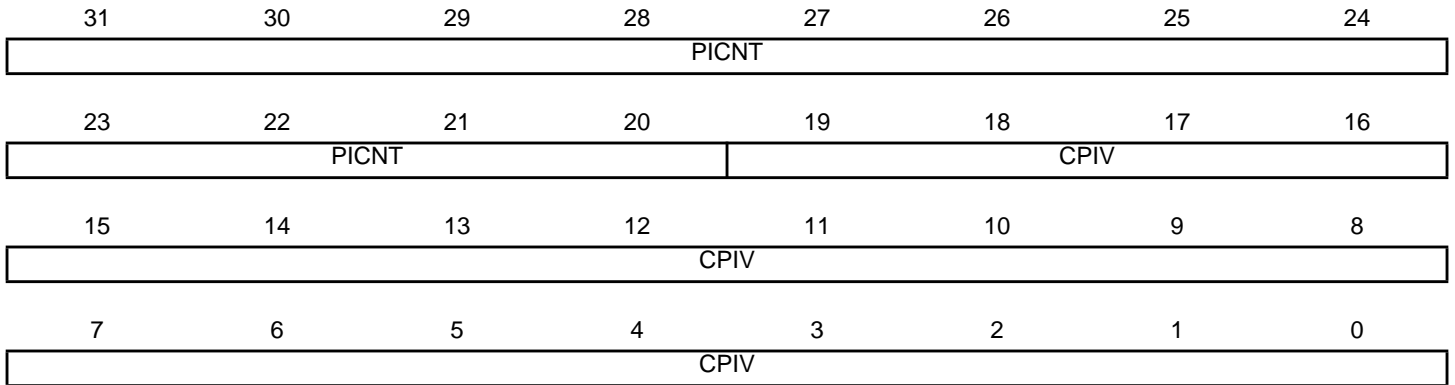 31 30 29 28 27 26 25 24
PICNT
23 22 21 20 19 18 17 16
PICNT CPIV
15 14 13 12 11 10 9 8
CPIV
7 6 5 4 3 2 1 0
CPIV